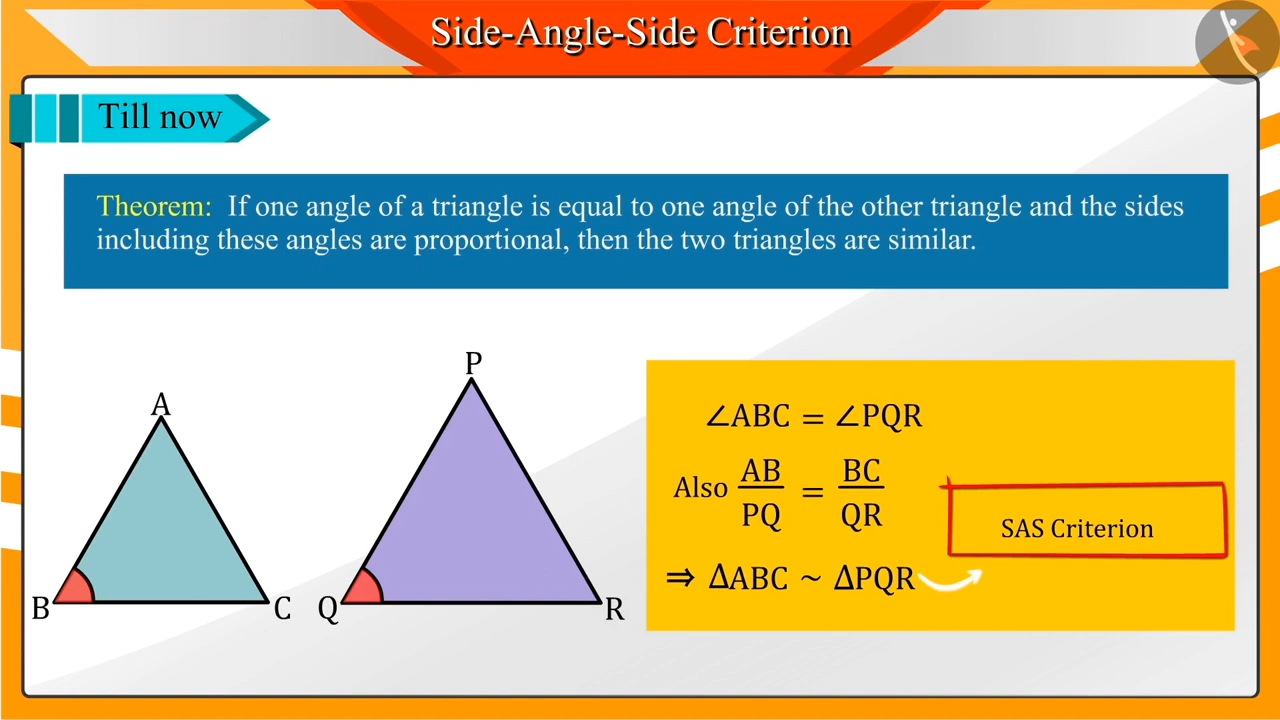 Side-Angle-Side Criterion
Till now
Theorem: If one angle of a triangle is equal to one angle of the other triangle and the sides
including these angles are proportional, then the two triangles are similar.
A
B
C
P
Q
R
∠ABC = ∠PQR
Also AB/PQ = BC/QR
⇒ ΔABC ~ ΔPQR
SAS Criterion